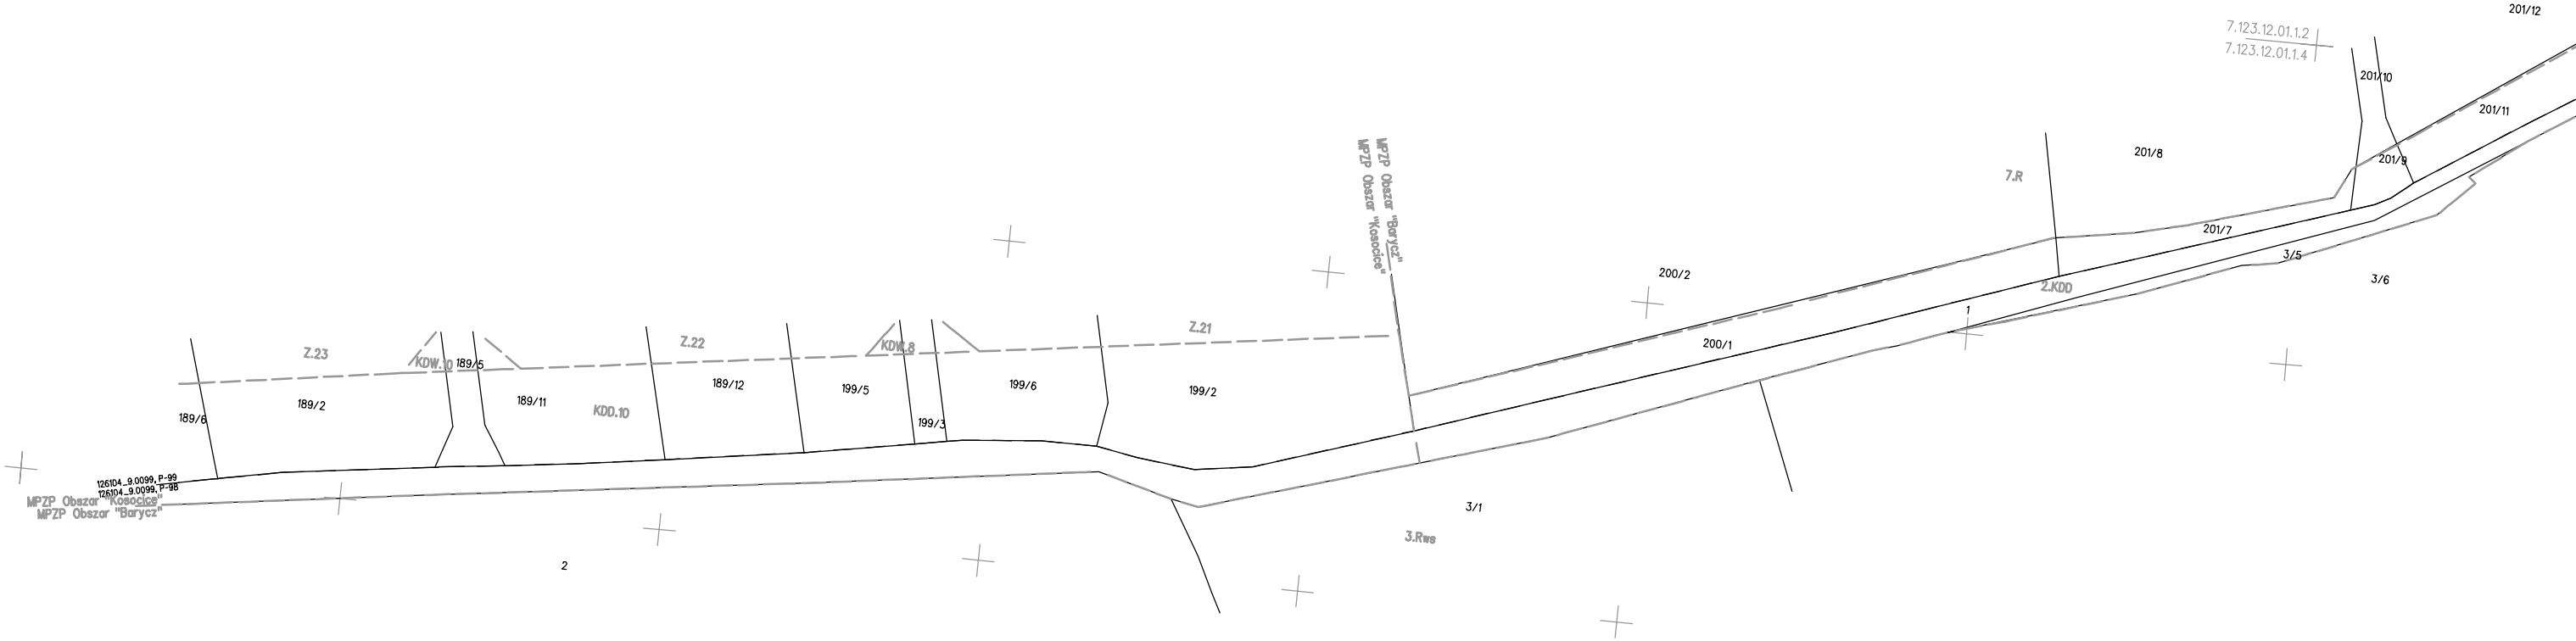 201/12
7.123.12.01.1.2
7.123.12.01.1.4
201/10
201/11
201/8
201/9
7.R
MPZP Obszar "Barycz"
MPZP Obszar "Kosocice"
201/7
3/5
3/6
200/2
2.KDD
1
200/1
Z.21
Z.22
KDW.8
Z.23
KDW.10
189/5
189/12
199/5
199/6
199/2
189/2
189/11
KDD.10
189/6
199/3
126104_9.0099, P-99
126104_9.0099, P-98
MPZP Obszar "Kosocice"
MPZP Obszar "Barycz"
3/1
3.Rws
2